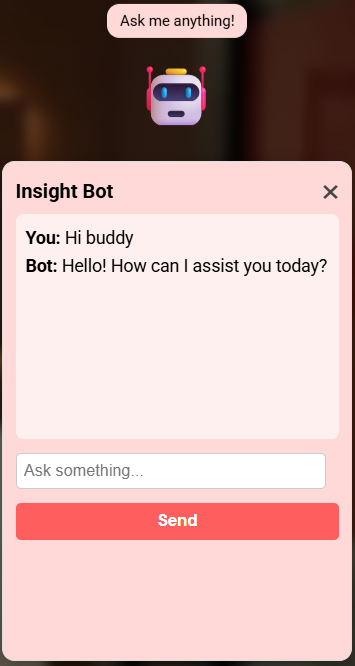 Ask me anything!
Insight Bot
You: Hi buddy
Bot: Hello! How can I assist you today?
Ask something...
Send